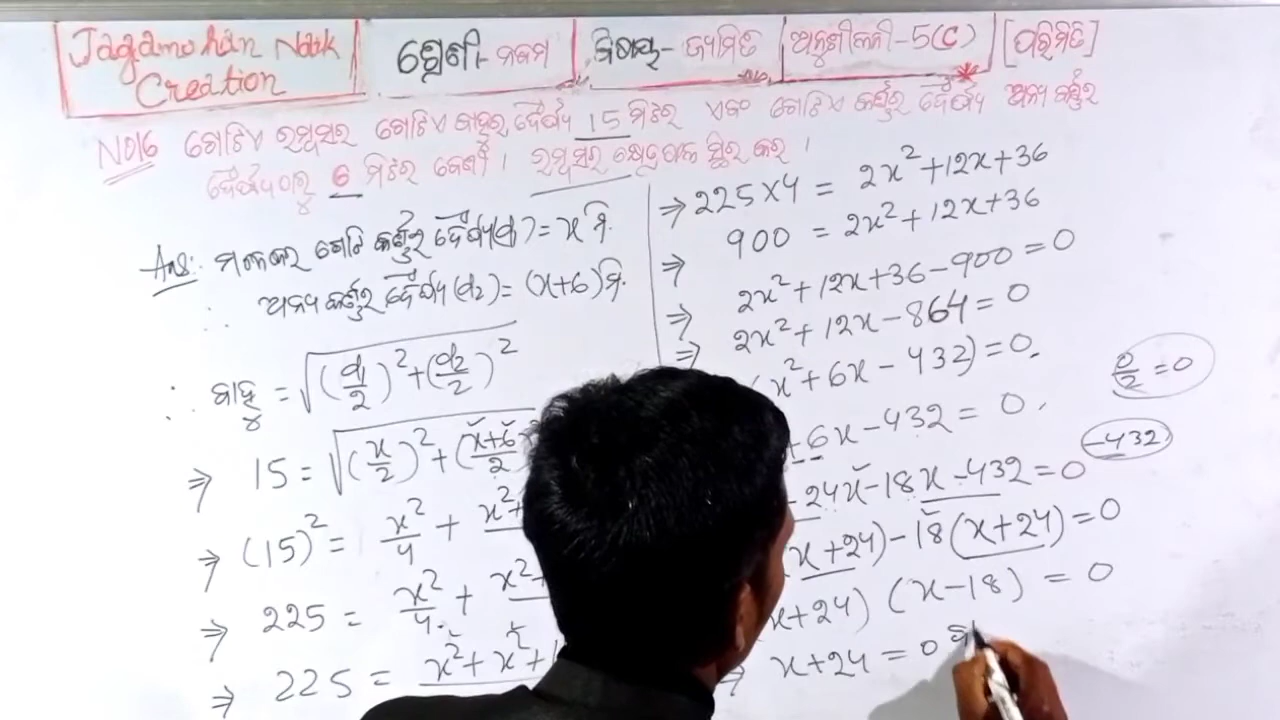 Jagamohan Naik Creation
ଶ୍ରେଣୀ- ନବମ
ବିଷୟ- ଜ୍ୟାମିତି
ଅନୁଶୀଳନୀ-5(C)
[ପରିମିତି]
NO16 ଗୋଟିଏ ରମ୍ବସର ଗୋଟିଏ ବାହୁର ଦୈର୍ଘ୍ୟ 15 ମିଟର ଏବଂ ଗୋଟିଏ କର୍ଣ୍ଣର ଦୈର୍ଘ୍ୟ ଅନ୍ୟ କର୍ଣ୍ଣର
ଦୈର୍ଘ୍ୟଠାରୁ 6 ମିଟର ବେଶୀ । ରମ୍ବସର କ୍ଷେତ୍ରଫଳ ସ୍ଥିର କର ।
Ans: ମନେକର ଗୋଟି କର୍ଣ୍ଣର ଦୈର୍ଘ୍ୟ(d1) = x ମି.
∴ ଅନ୍ୟ କର୍ଣ୍ଣର ଦୈର୍ଘ୍ୟ(d2) = (x+6) ମି.
∴ ବାହୁ = √(d1/2)² + (d2/2)²
⇒ 15 = √(x/2)² + (x+6/2)
⇒ (15)² = x²/4 + x²
⇒ 225 = x²/4 + x²+
⇒ 225 = x² + x² + 1
⇒ 225 × 4 = 2x² + 12x + 36
⇒ 900 = 2x² + 12x + 36
⇒ 2x² + 12x + 36 - 900 = 0
⇒ 2x² + 12x - 864 = 0
(x² + 6x - 432) = 0.
+ 6x - 432 = 0.
24x - 18x - 432 = 0
x + 24) - 18 (x + 24) = 0
x + 24) (x - 18) = 0
⇒ x + 24 = 0
0/2 = 0
-432